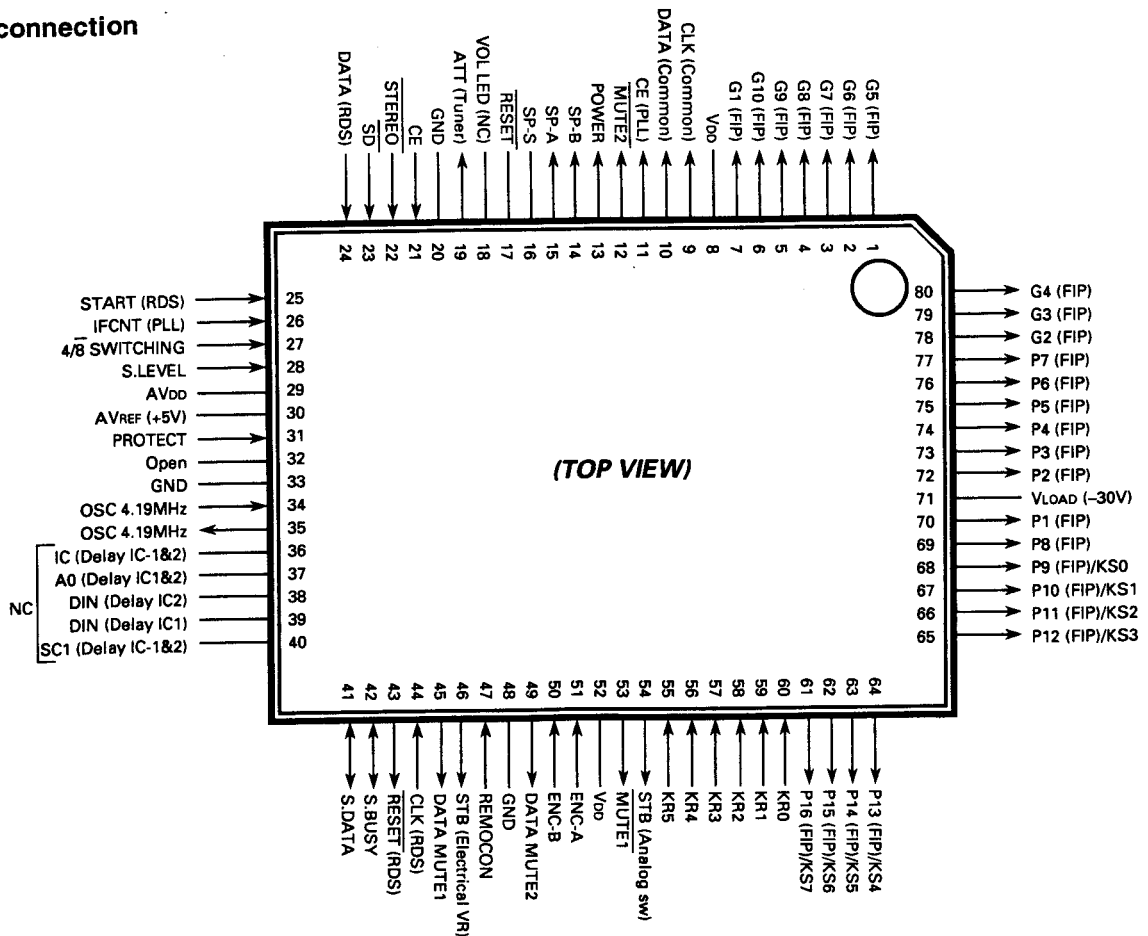 connection
DATA (RDS)
SD
STEREO
CE
GND
ATT (Tuner)
VOL LED (NC)
RESET
SP-S
SP-A
SP-B
POWER
MUTE2
CE (PLL)
DATA (Common)
CLK (Common)
VDD
G1 (FIP)
G10 (FIP)
G9 (FIP)
G8 (FIP)
G7 (FIP)
G6 (FIP)
G5 (FIP)
24 23 22 21 20 19 18 17 16 15 14 13 12 11 10 9 8 7 6 5 4 3 2 1
START (RDS) 25
IFCNT (PLL) 26
4/8 SWITCHING 27
S.LEVEL 28
AVDD 29
AVREF (+5V) 30
PROTECT 31
Open 32
GND 33
OSC 4.19MHz 34
OSC 4.19MHz 35
NC
IC (Delay IC-1&2) 36
A0 (Delay IC1&2) 37
DIN (Delay IC2) 38
DIN (Delay IC1) 39
SC1 (Delay IC-1&2) 40
(TOP VIEW)
80 G4 (FIP)
79 G3 (FIP)
78 G2 (FIP)
77 P7 (FIP)
76 P6 (FIP)
75 P5 (FIP)
74 P4 (FIP)
73 P3 (FIP)
72 P2 (FIP)
71 VLOAD (–30V)
70 P1 (FIP)
69 P8 (FIP)
68 P9 (FIP)/KS0
67 P10 (FIP)/KS1
66 P11 (FIP)/KS2
65 P12 (FIP)/KS3
41 42 43 44 45 46 47 48 49 50 51 52 53 54 55 56 57 58 59 60 61 62 63 64
S.DATA
S.BUSY
RESET (RDS)
CLK (RDS)
DATA MUTE1
STB (Electrical VR)
REMOCON
GND
DATA MUTE2
ENC-B
ENC-A
VDD
MUTE1
STB (Analog sw)
KR5
KR4
KR3
KR2
KR1
KR0
P16 (FIP)/KS7
P15 (FIP)/KS6
P14 (FIP)/KS5
P13 (FIP)/KS4